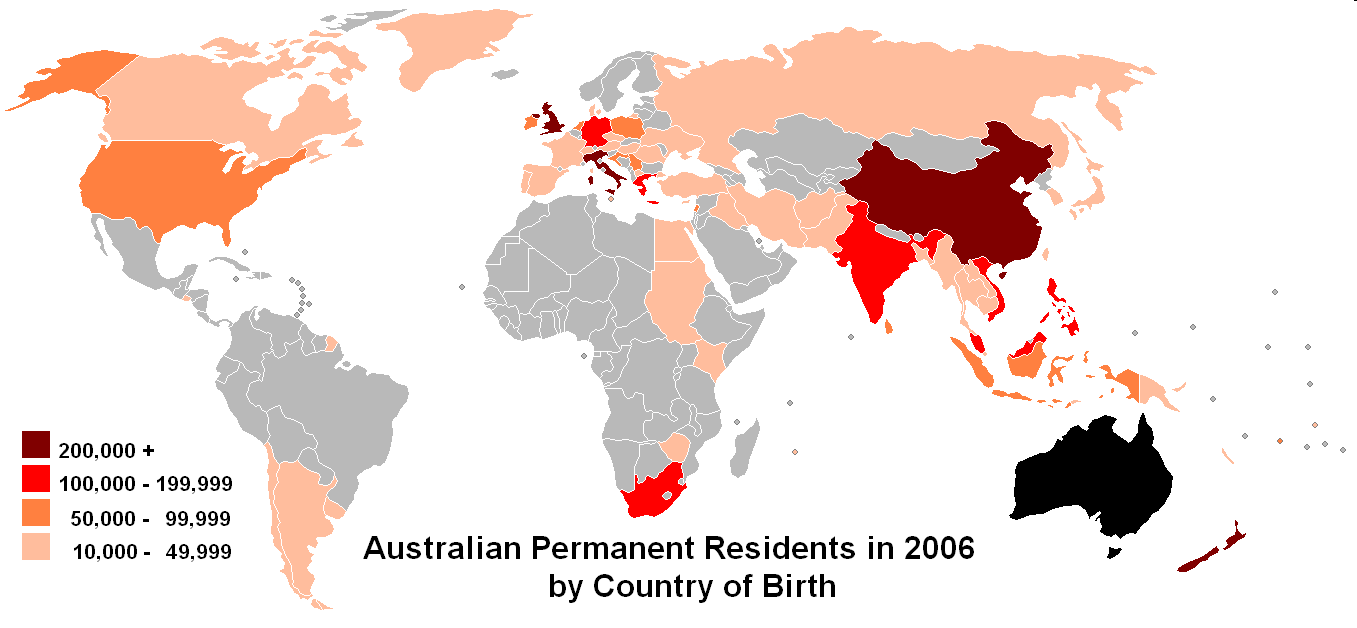 200,000 +
100,000 - 199,999
50,000 - 99,999
10,000 - 49,999
Australian Permanent Residents in 2006
by Country of Birth